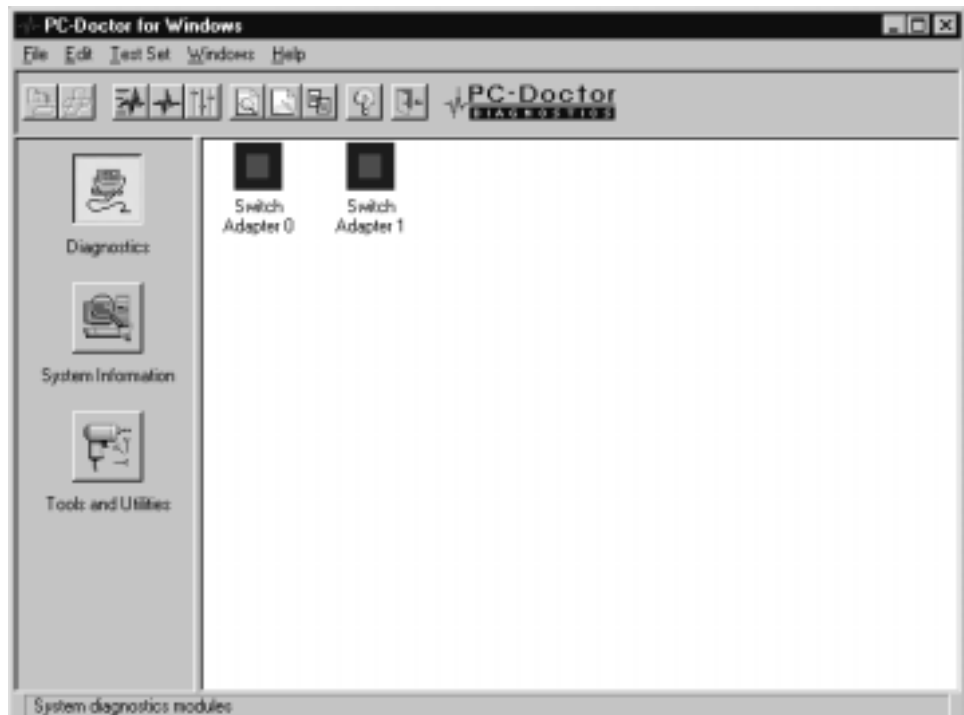 PC-Doctor for Windows
File Edit Test Set Windows Help
PC-Doctor
DIAGNOSTICS
Switch
Adapter 0
Switch
Adapter 1
Diagnostics
System Information
Tools and Utilities
System diagnostics modules